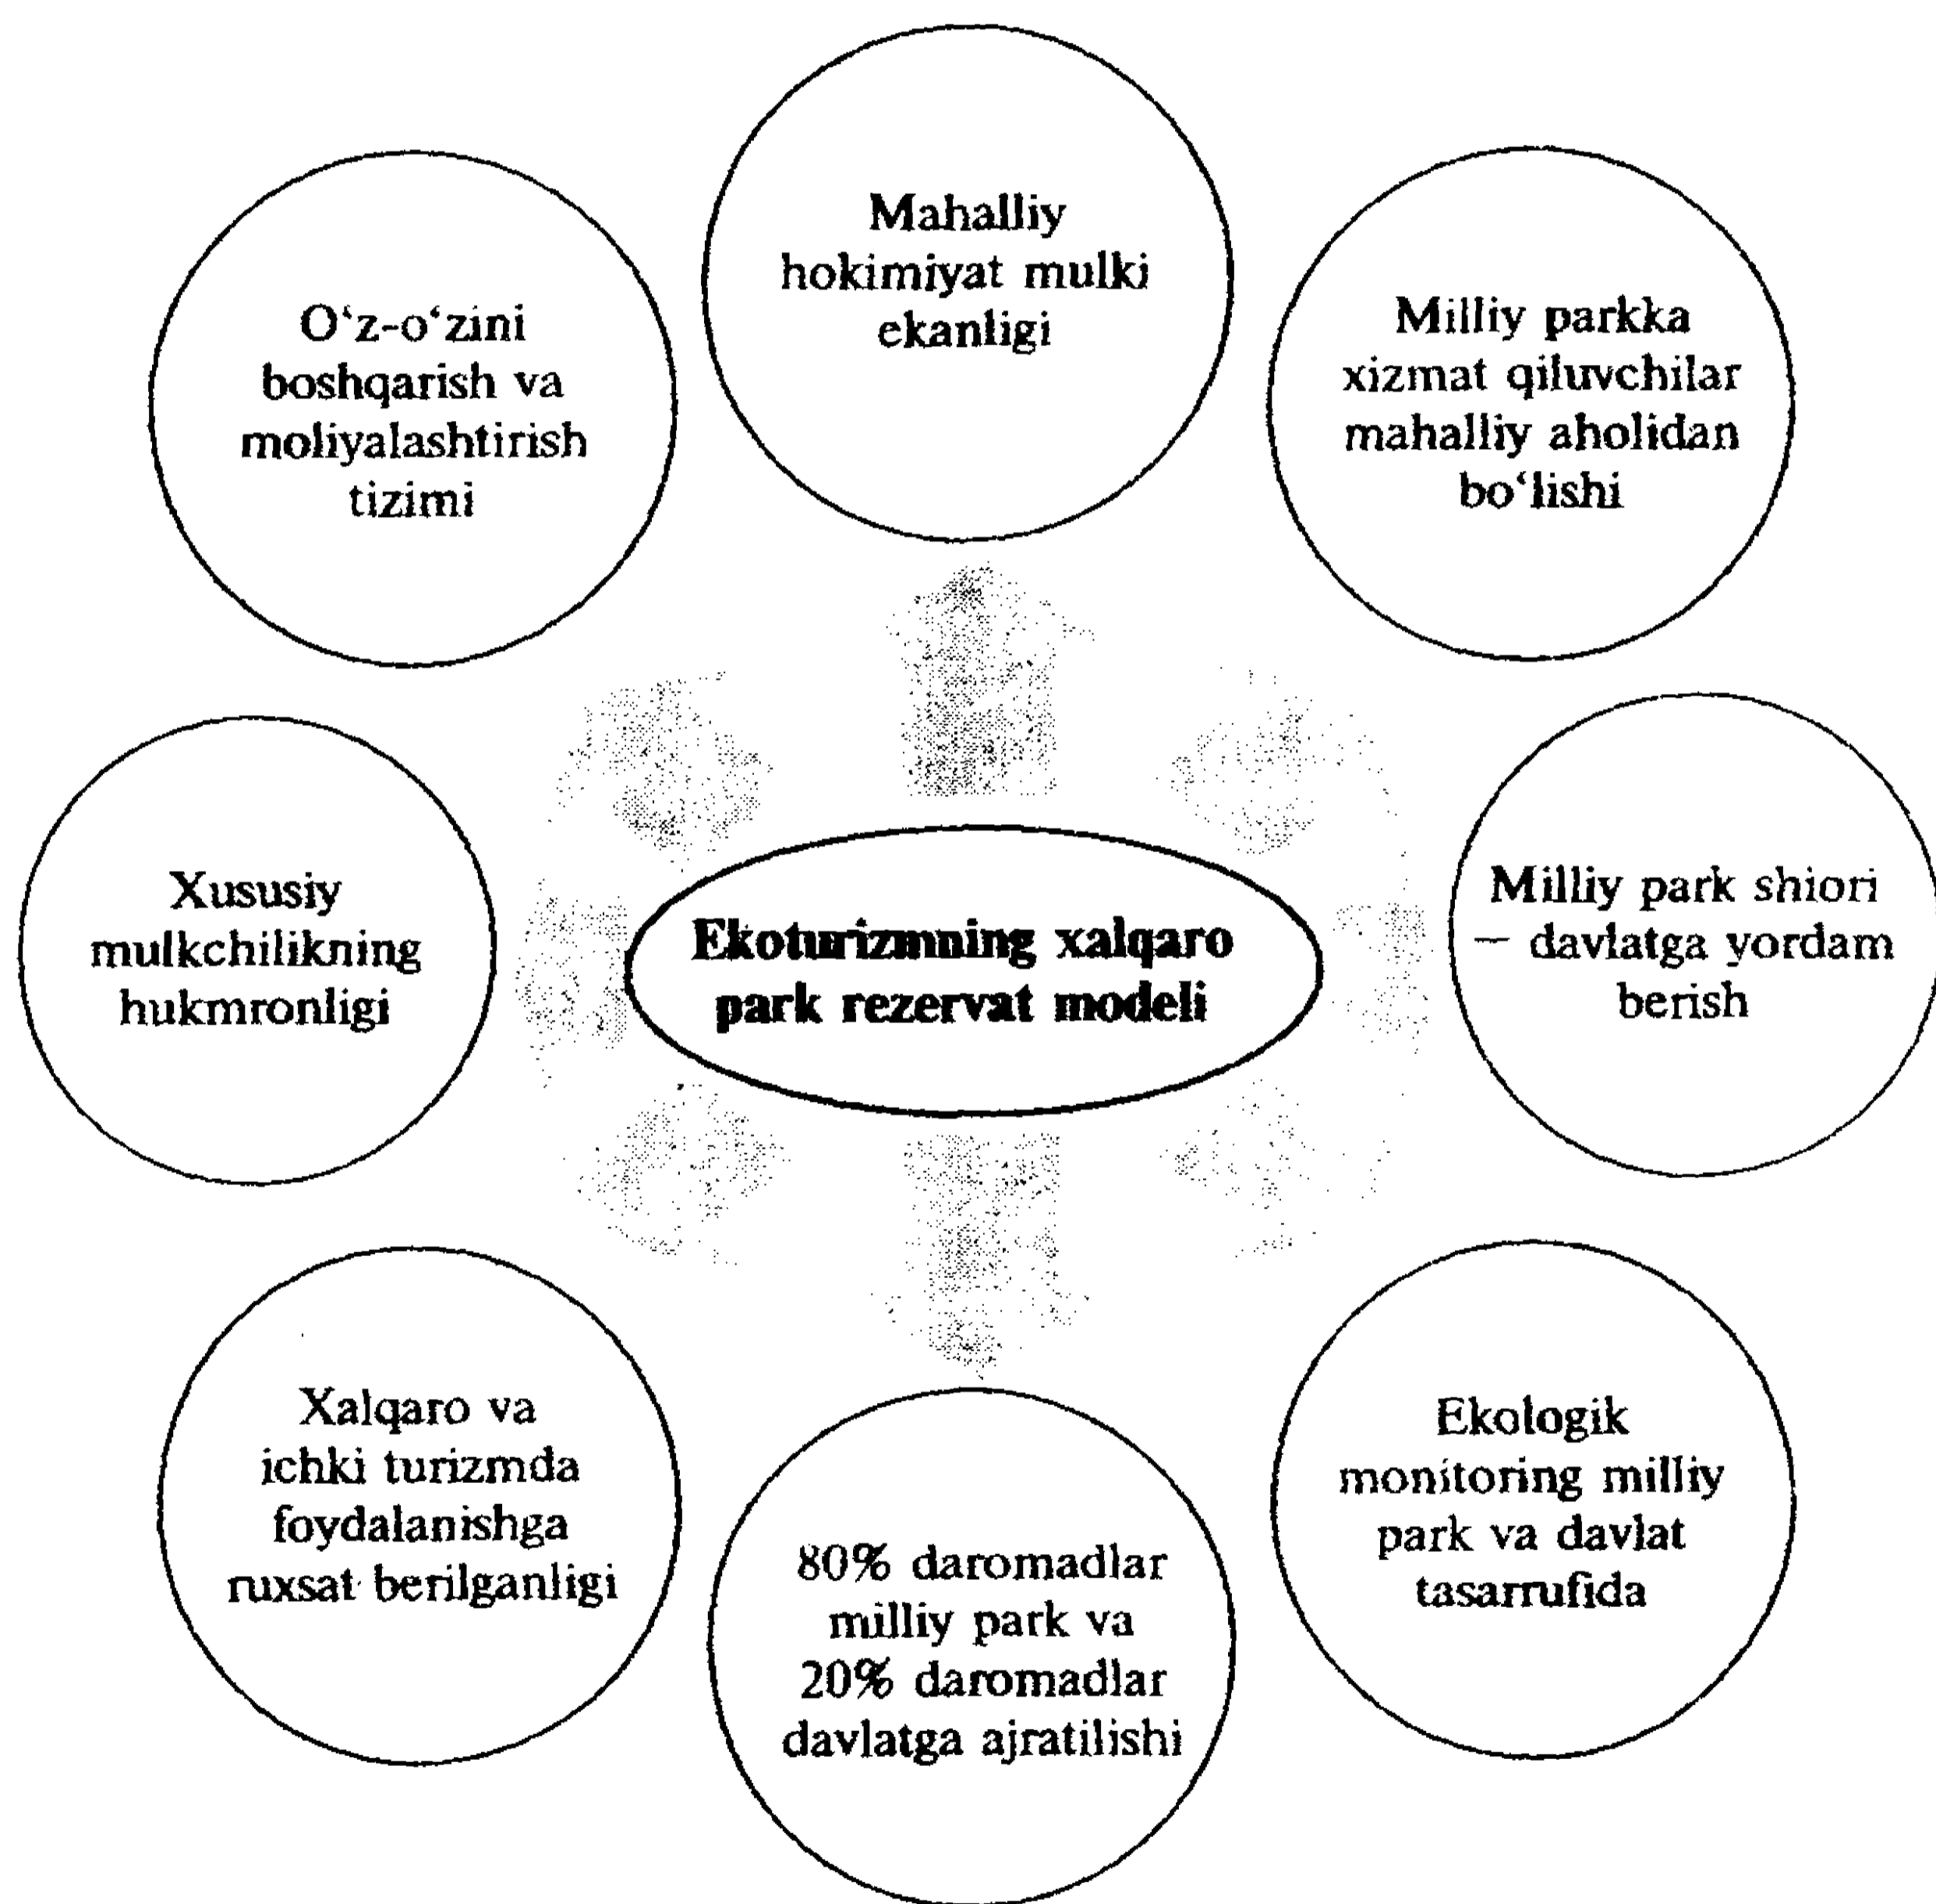 Mahalliy
hokimiyat mulki
ekanligi
O‘z-o‘zini
boshqarish va
moliyalashtirish
tizimi
Milliy parkka
xizmat qiluvchilar
mahalliy aholidan
bo‘lishi
Xususiy
mulkchilikning
hukmronligi
Ekoturizmning xalqaro
park rezervat modeli
Milliy park shiori
— davlatga yordam
berish
Xalqaro va
ichki turizmda
foydalanishga
ruxsat berilganligi
80% daromadlar
milliy park va
20% daromadlar
davlatga ajratilishi
Ekologik
monitoring milliy
park va davlat
tasarrufida